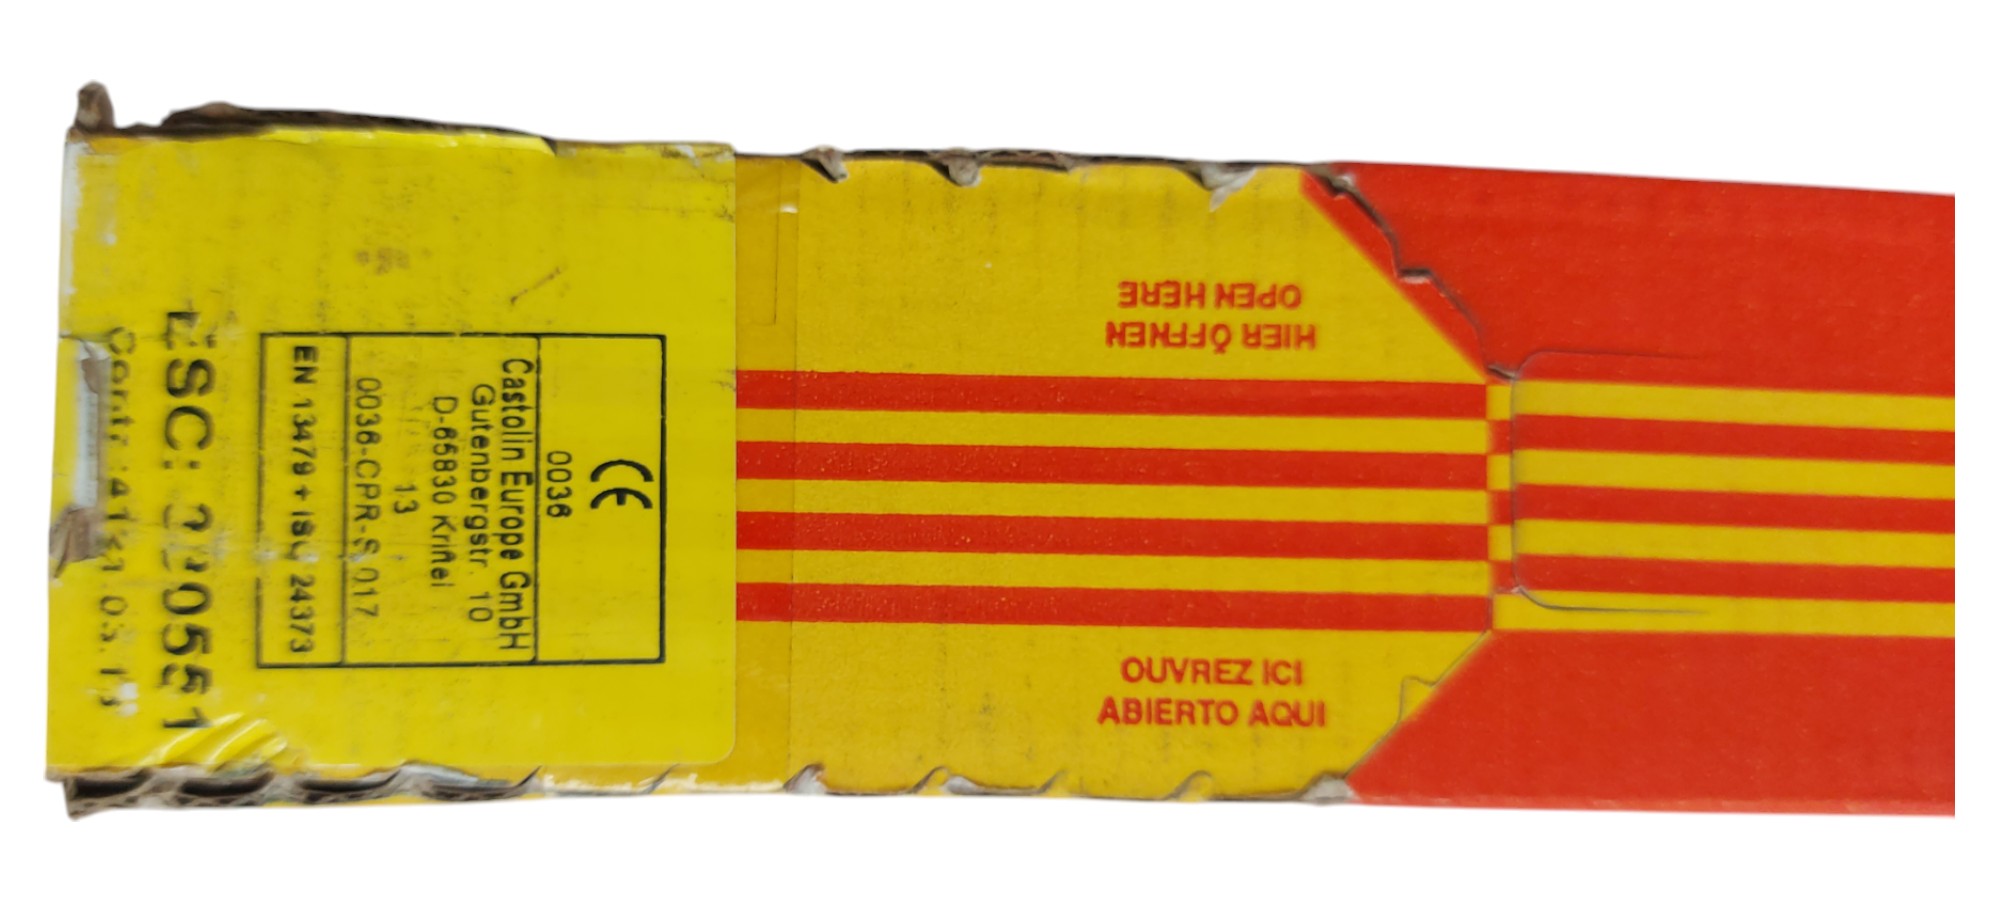 CE
0036
Castolin Europe GmbH
Gutenbergstr. 10
D-65830 Kriftel
13
0036-CPR-S 017
EN 13479 + ISO 24373
HIER ÖFFNEN
OPEN HERE
OUVREZ ICI
ABIERTO AQUI